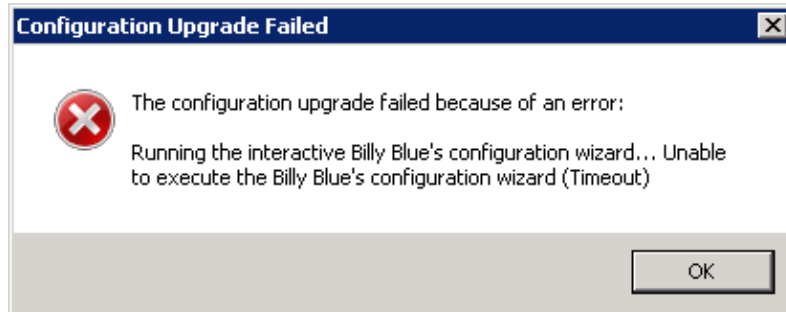 Configuration Upgrade Failed
The configuration upgrade failed because of an error:
Running the interactive Billy Blue's configuration wizard... Unable
to execute the Billy Blue's configuration wizard (Timeout)
OK